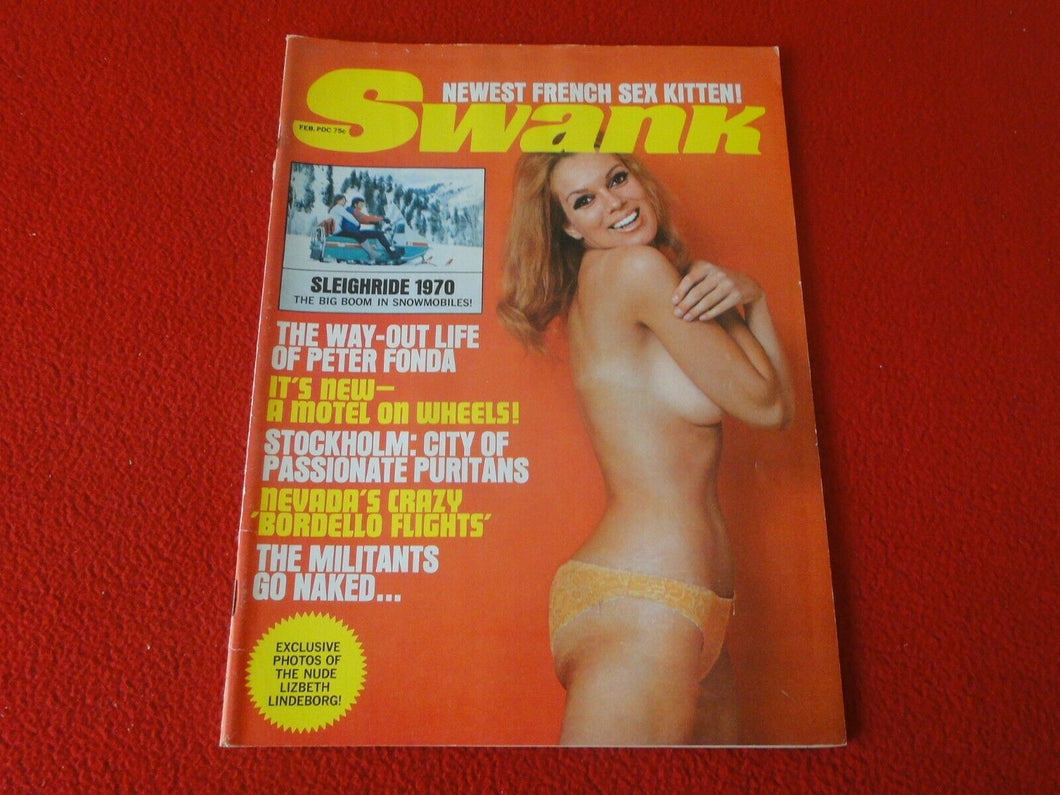 NEWEST FRENCH SEX KITTEN!
Swank
FEB. PDC 75c
SLEIGHRIDE 1970
THE BIG BOOM IN SNOWMOBILES!
THE WAY-OUT LIFE
OF PETER FONDA
IT'S NEW—
A MOTEL ON WHEELS!
STOCKHOLM: CITY OF
PASSIONATE PURITANS
NEVADA'S CRAZY
'BORDELLO FLIGHTS'
THE MILITANTS
GO NAKED...
EXCLUSIVE
PHOTOS OF
THE NUDE
LIZBETH
LINDEBORG!